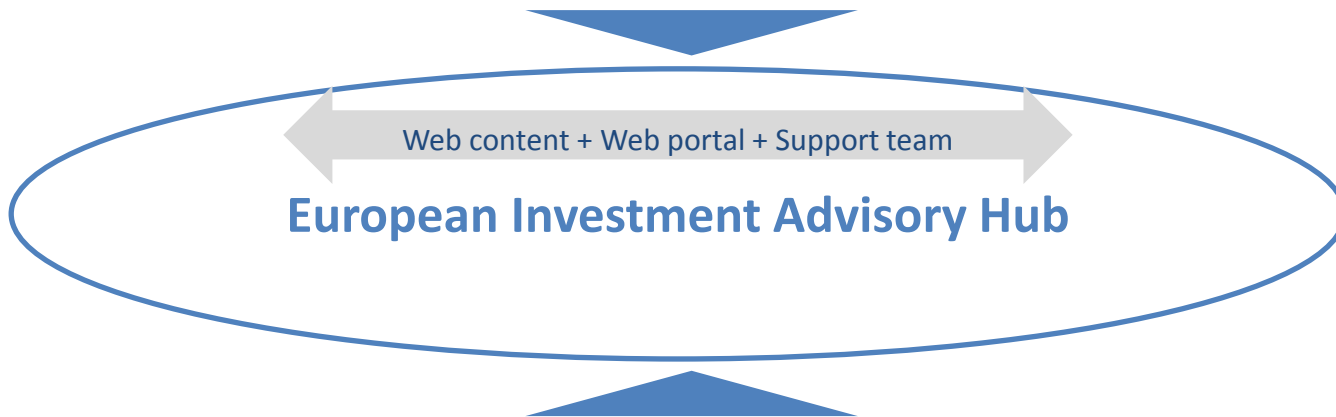 Web content + Web portal + Support team
European Investment Advisory Hub